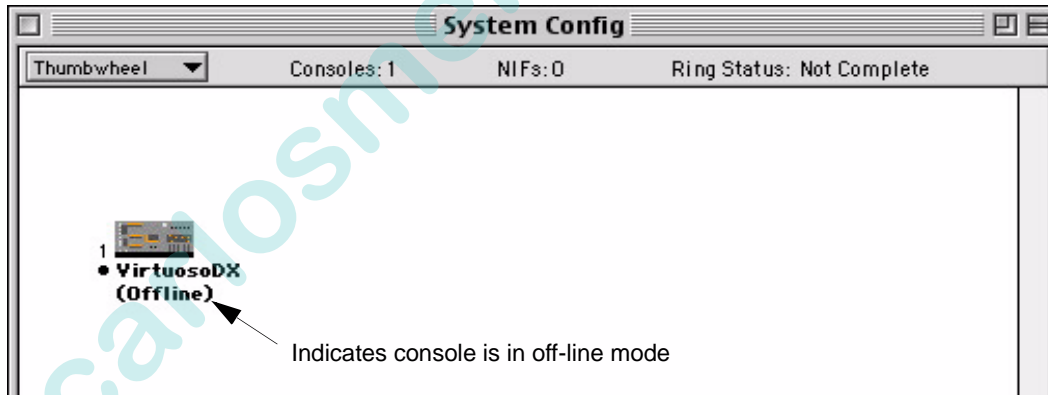 System Config
Thumbwheel Consoles: 1 NIFs: 0 Ring Status: Not Complete
1
• VirtuosoDX
(Offline)
Indicates console is in off-line mode
carlosme